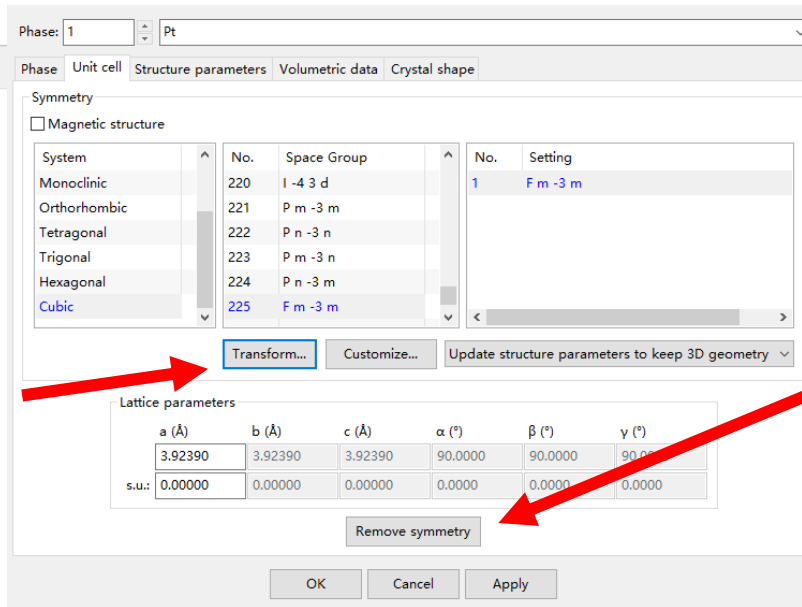 Phase: 1 Pt
Phase Unit cell Structure parameters Volumetric data Crystal shape
Symmetry
Magnetic structure
System No. Space Group No. Setting
Monoclinic 220 I -4 3 d 1 F m -3 m
Orthorhombic 221 P m -3 m
Tetragonal 222 P n -3 n
Trigonal 223 P m -3 n
Hexagonal 224 P n -3 m
Cubic 225 F m -3 m
Transform... Customize... Update structure parameters to keep 3D geometry
Lattice parameters
a (Å) b (Å) c (Å) α (°) β (°) γ (°)
3.92390 3.92390 3.92390 90.0000 90.0000 90.0000
s.u.: 0.00000 0.00000 0.00000 0.0000 0.0000 0.0000
Remove symmetry
OK Cancel Apply